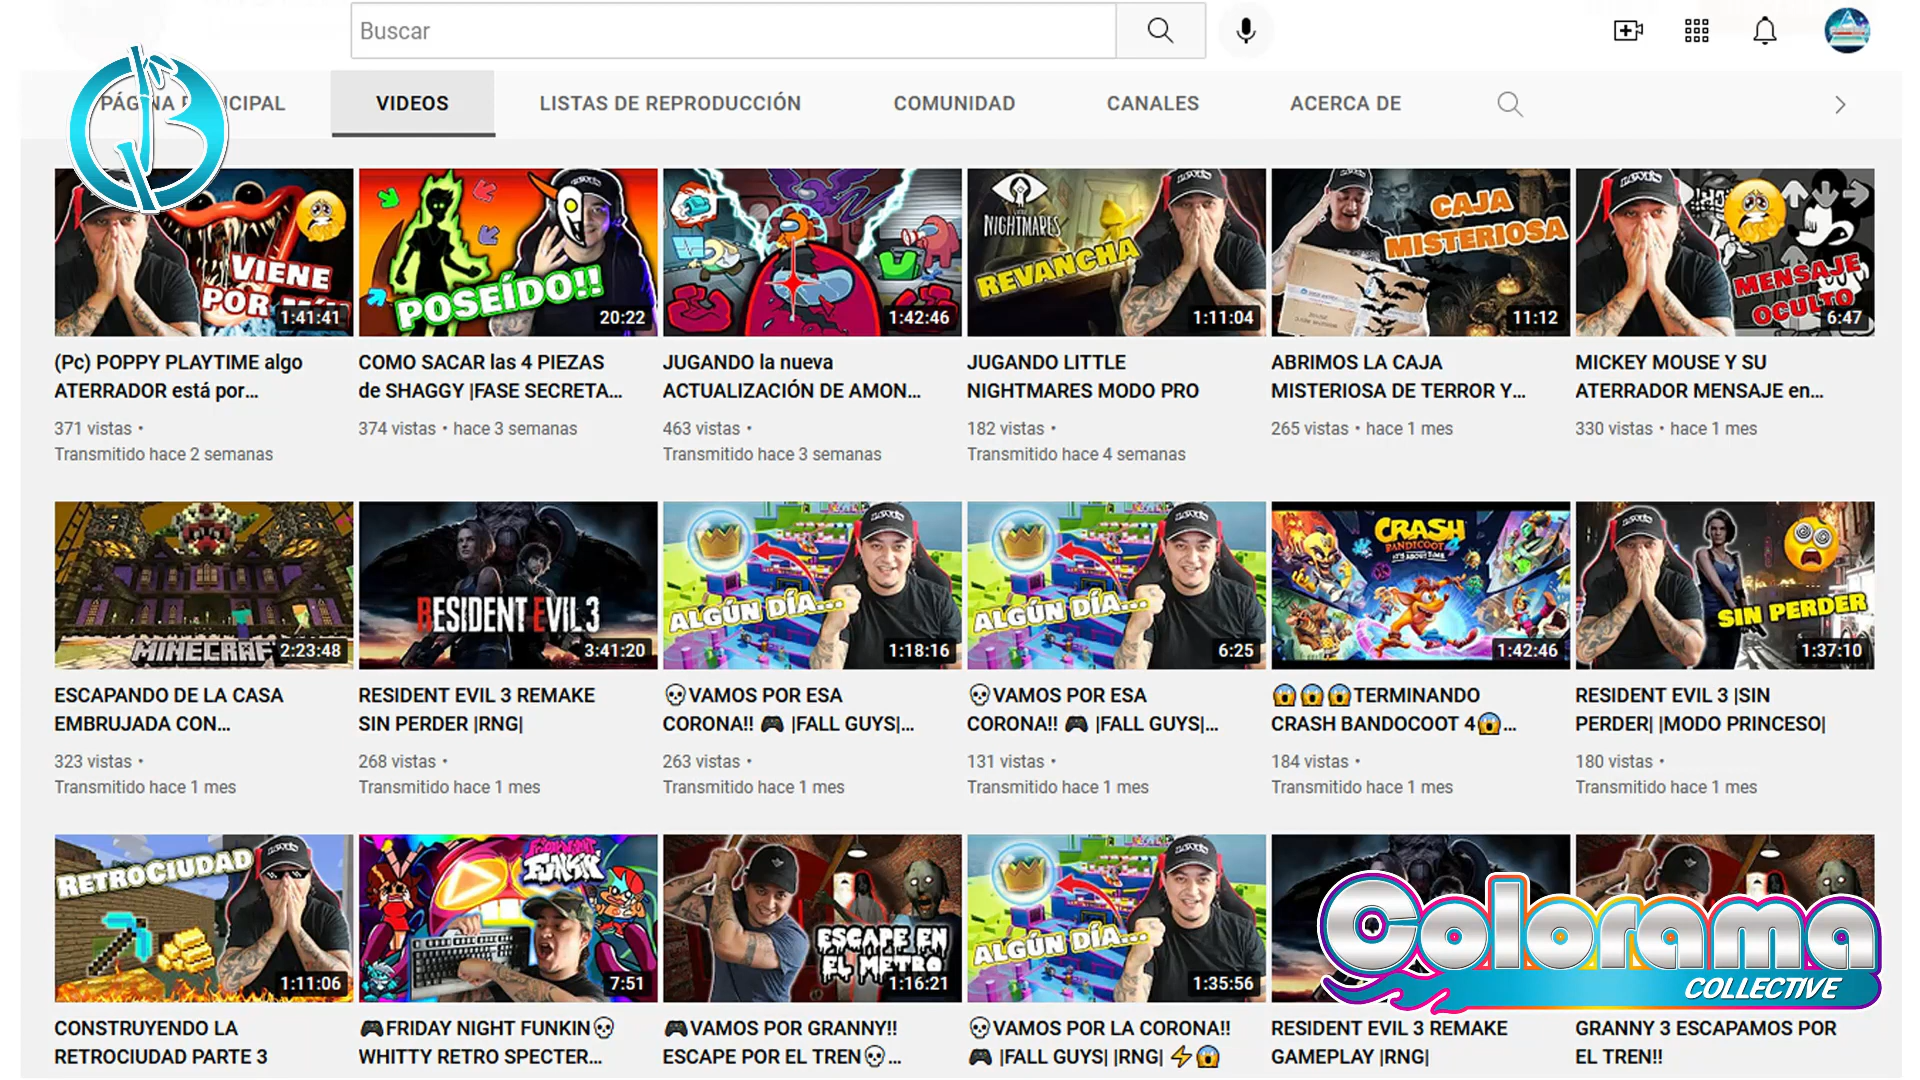 Buscar
PÁGINA PRINCIPAL
VIDEOS
LISTAS DE REPRODUCCIÓN
COMUNIDAD
CANALES
ACERCA DE
VIENE
POR MÍ!!
1:41:41
POSEÍDO!!
20:22
1:42:46
NIGHTMARES
REVANCHA
1:11:04
CAJA
MISTERIOSA
11:12
MENSAJE
OCULTO
6:47
(Pc) POPPY PLAYTIME algo
ATERRADOR está por...
371 vistas •
Transmitido hace 2 semanas
COMO SACAR las 4 PIEZAS
de SHAGGY |FASE SECRETA...
374 vistas • hace 3 semanas
JUGANDO la nueva
ACTUALIZACIÓN DE AMON...
463 vistas •
Transmitido hace 3 semanas
JUGANDO LITTLE
NIGHTMARES MODO PRO
182 vistas •
Transmitido hace 4 semanas
ABRIMOS LA CAJA
MISTERIOSA DE TERROR Y...
265 vistas • hace 1 mes
MICKEY MOUSE Y SU
ATERRADOR MENSAJE en...
330 vistas • hace 1 mes
MINECRAF
2:23:48
RESIDENT EVIL 3
3:41:20
ALGÚN DÍA...
1:18:16
ALGÚN DÍA...
6:25
CRASH
BANDICOOT 4
IT'S ABOUT TIME
1:42:46
SIN PERDER
1:37:10
ESCAPANDO DE LA CASA
EMBRUJADA CON...
323 vistas •
Transmitido hace 1 mes
RESIDENT EVIL 3 REMAKE
SIN PERDER |RNG|
268 vistas •
Transmitido hace 1 mes
💀VAMOS POR ESA
CORONA!! 🎮 |FALL GUYS|...
263 vistas •
Transmitido hace 1 mes
💀VAMOS POR ESA
CORONA!! 🎮 |FALL GUYS|...
131 vistas •
Transmitido hace 1 mes
😱😱😱TERMINANDO
CRASH BANDOCOOT 4😱...
184 vistas •
Transmitido hace 1 mes
RESIDENT EVIL 3 |SIN
PERDER| |MODO PRINCESO|
180 vistas •
Transmitido hace 1 mes
RETROCIUDAD
1:11:06
FRIDAY NIGHT
FUNKIN'
7:51
ESCAPE EN
EL METRO
1:16:21
ALGÚN DÍA...
1:35:56
Colorama
COLLECTIVE
CONSTRUYENDO LA
RETROCIUDAD PARTE 3
🎮FRIDAY NIGHT FUNKIN💀
WHITTY RETRO SPECTER...
🎮VAMOS POR GRANNY!!
ESCAPE POR EL TREN💀...
💀VAMOS POR LA CORONA!!
🎮 |FALL GUYS| |RNG| ⚡😱
RESIDENT EVIL 3 REMAKE
GAMEPLAY |RNG|
GRANNY 3 ESCAPAMOS POR
EL TREN!!